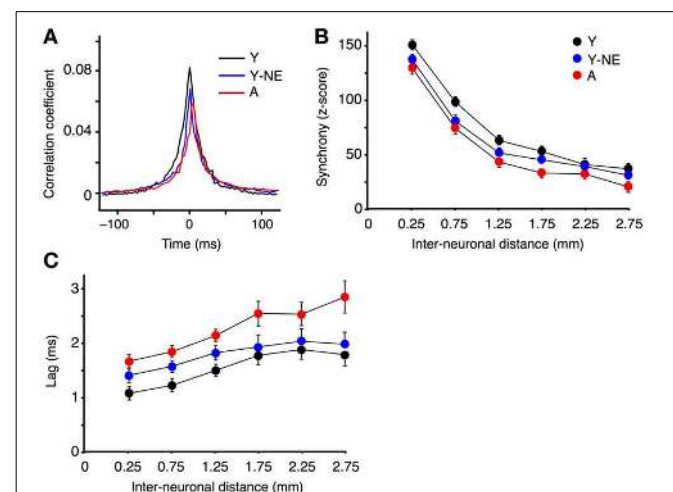 A
Correlation coefficient
0.08
0.04
0
−100
0
100
Time (ms)
Y
Y-NE
A
B
Synchrony (z-score)
150
100
50
0
0
0.25
0.75
1.25
1.75
2.25
2.75
Inter-neuronal distance (mm)
Y
Y-NE
A
C
Lag (ms)
3
2
1
0
0
0.25
0.75
1.25
1.75
2.25
2.75
Inter-neuronal distance (mm)